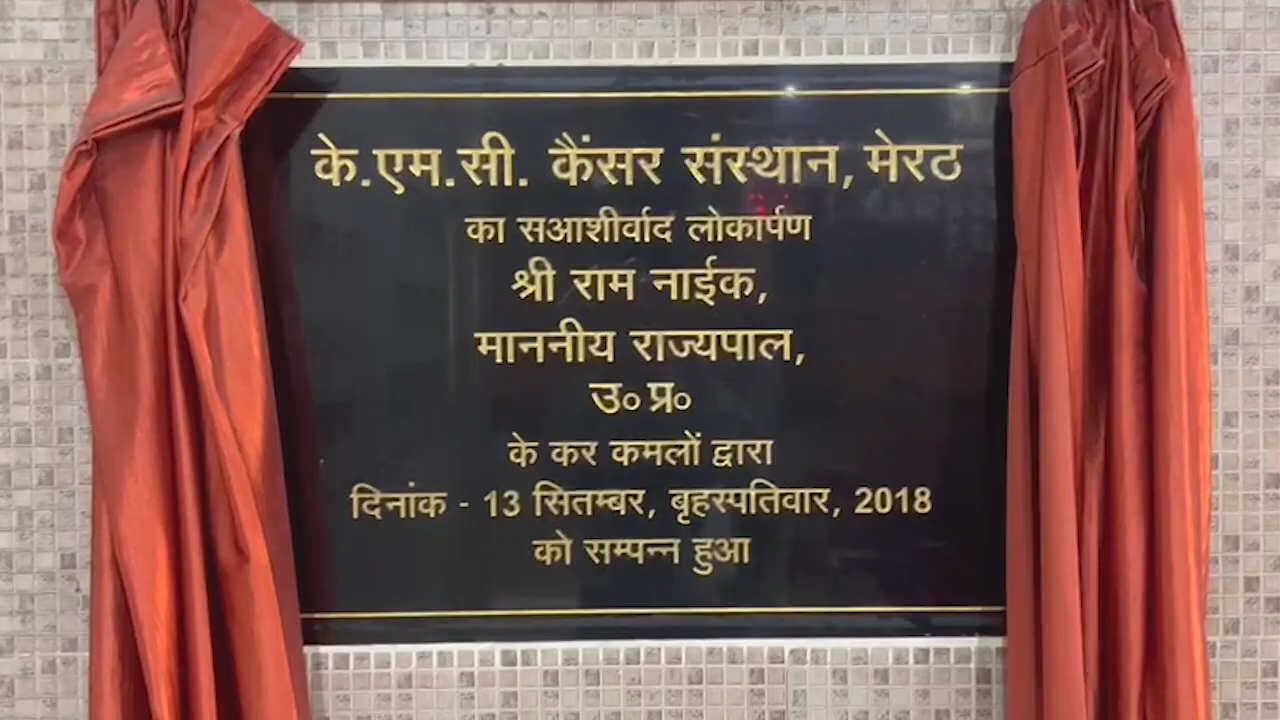 के.एम.सी. कैंसर संस्थान, मेरठ
का सआशीर्वाद लोकार्पण
श्री राम नाईक,
माननीय राज्यपाल,
उ० प्र०
के कर कमलों द्वारा
दिनांक - 13 सितम्बर, बृहस्पतिवार, 2018
को सम्पन्न हुआ